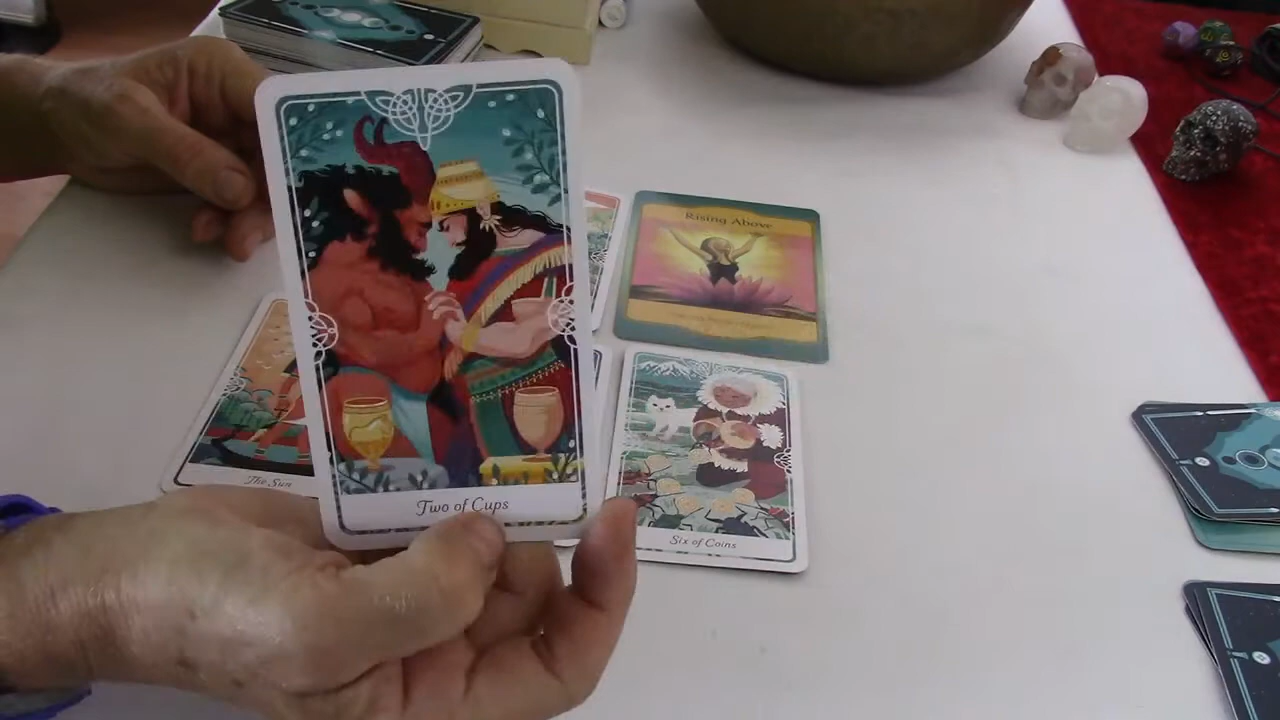 Rising Above
The Sun
Two of Cups
Six of Coins